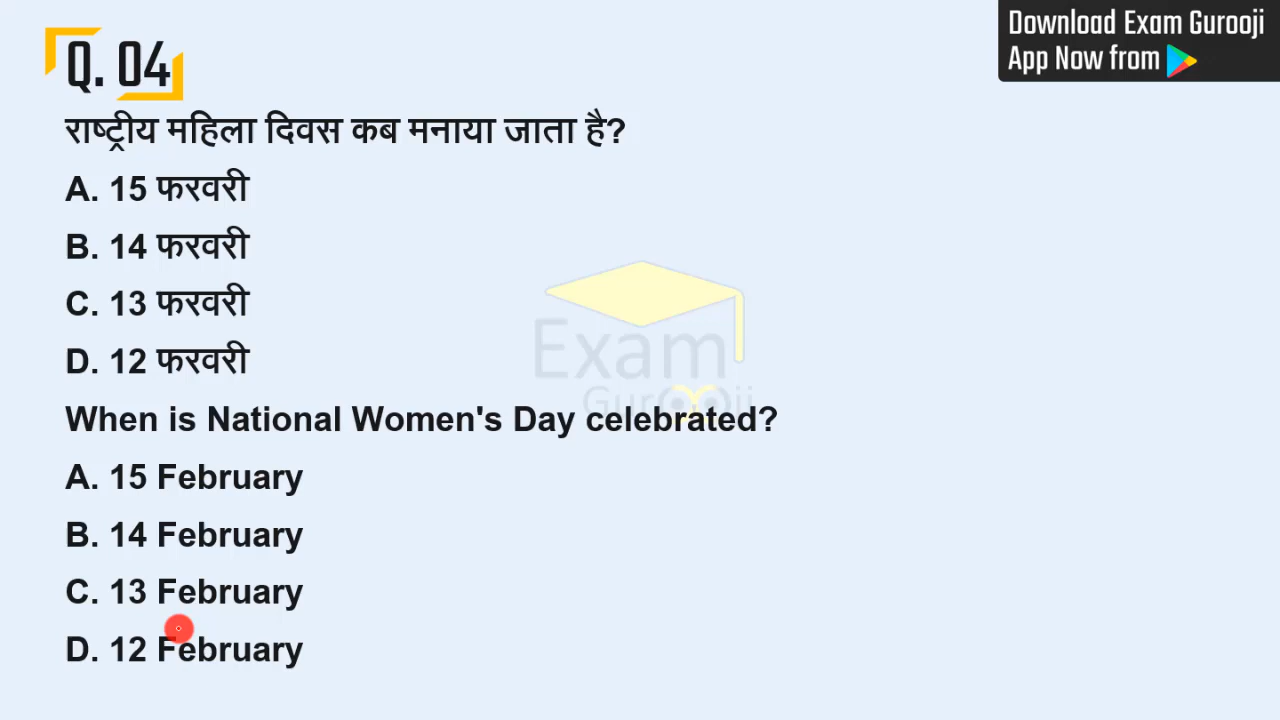 Download Exam Gurooji
App Now from
Q. 04
राष्ट्रीय महिला दिवस कब मनाया जाता है?
A. 15 फरवरी
B. 14 फरवरी
C. 13 फरवरी
D. 12 फरवरी
Exam
Gurooji
When is National Women's Day celebrated?
A. 15 February
B. 14 February
C. 13 February
D. 12 February